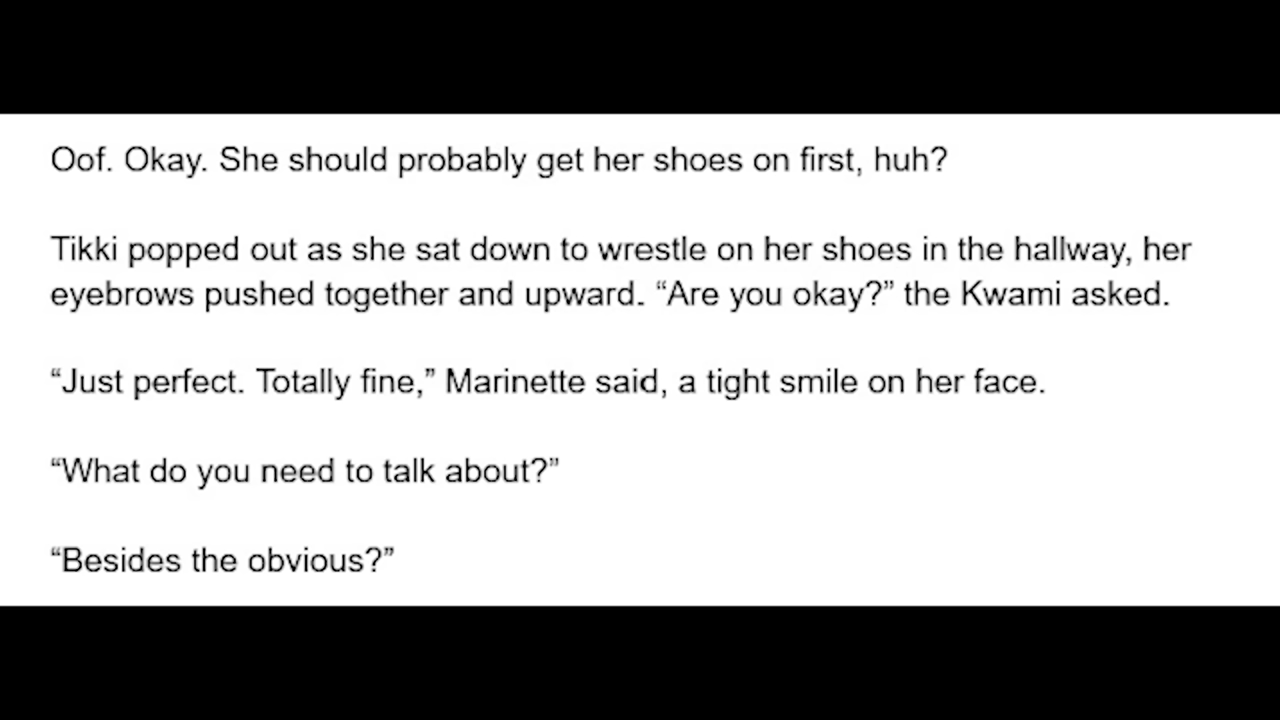 Oof. Okay. She should probably get her shoes on first, huh?
Tikki popped out as she sat down to wrestle on her shoes in the hallway, her
eyebrows pushed together and upward. “Are you okay?” the Kwami asked.
“Just perfect. Totally fine,” Marinette said, a tight smile on her face.
“What do you need to talk about?”
“Besides the obvious?”